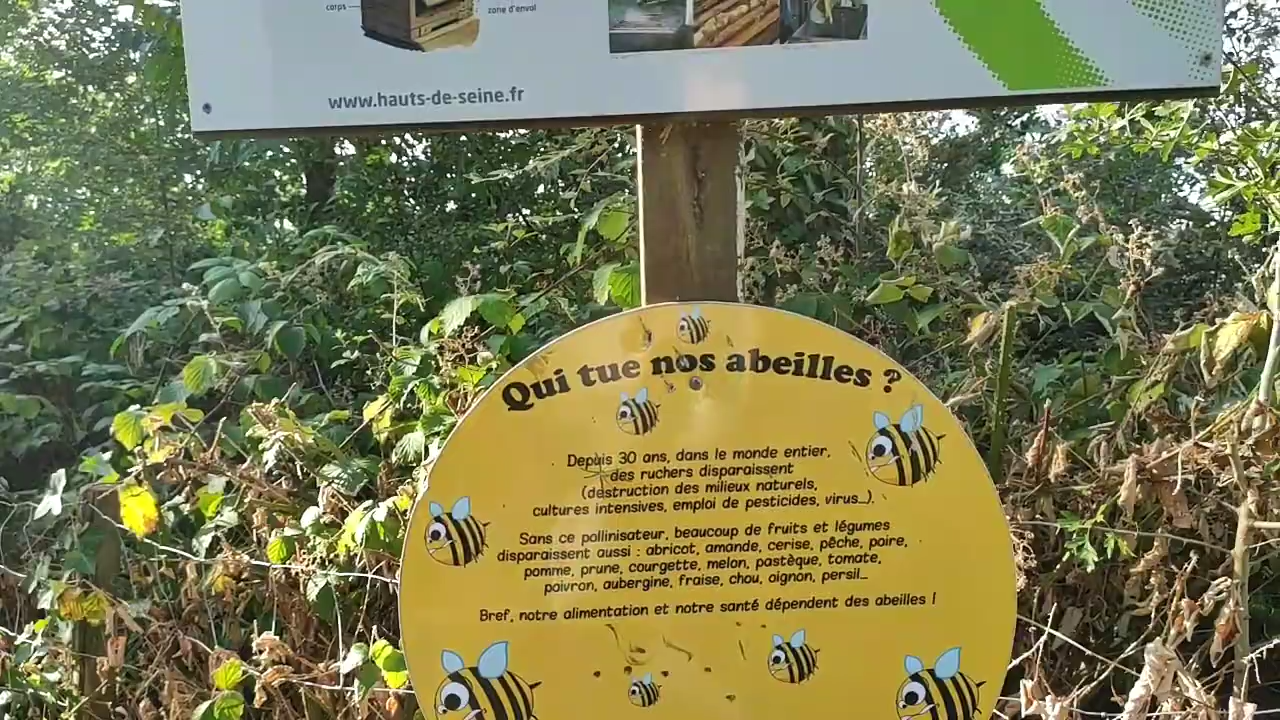 corps
zone d'envol
www.hauts-de-seine.fr
Qui tue nos abeilles ?
Depuis 30 ans, dans le monde entier,
des ruchers disparaissent
(destruction des milieux naturels,
cultures intensives, emploi de pesticides, virus...).
Sans ce pollinisateur, beaucoup de fruits et légumes
disparaissent aussi : abricot, amande, cerise, pêche, poire,
pomme, prune, courgette, melon, pastèque, tomate,
poivron, aubergine, fraise, chou, oignon, persil...
Bref, notre alimentation et notre santé dépendent des abeilles !